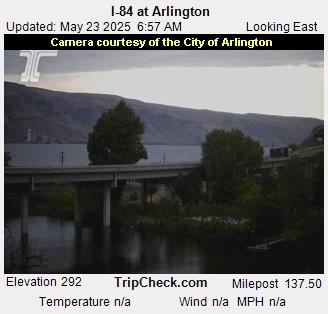 I-84 at Arlington
Updated: May 23 2025 6:57 AM Looking East
Camera courtesy of the City of Arlington
Elevation 292 TripCheck.com Milepost 137.50
Temperature n/a Wind n/a MPH n/a